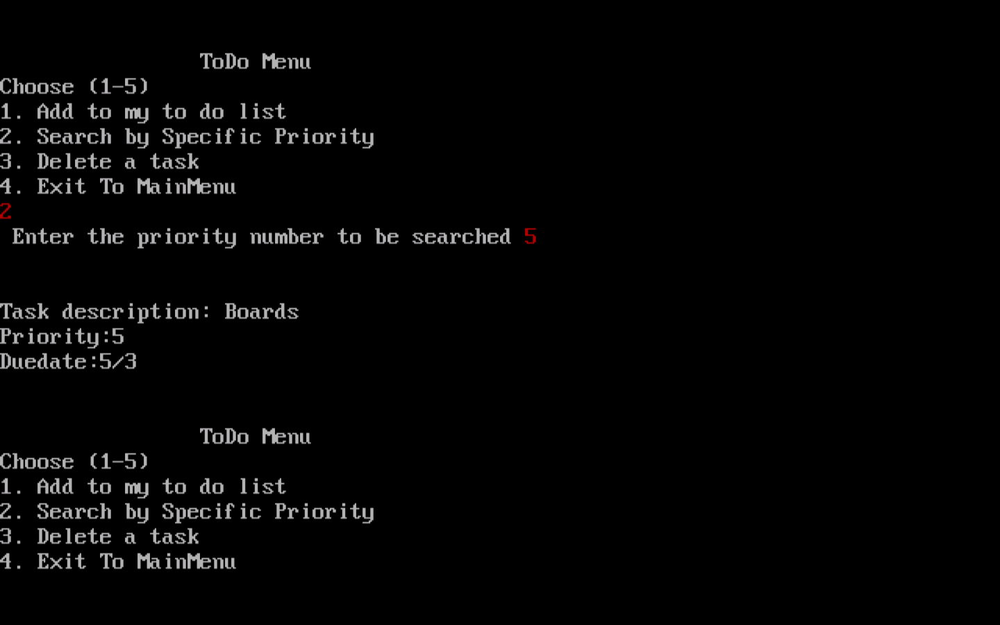 ToDo Menu
Choose (1-5)
1. Add to my to do list
2. Search by Specific Priority
3. Delete a task
4. Exit To MainMenu
2
Enter the priority number to be searched 5
Task description: Boards
Priority:5
Duedate:5/3
ToDo Menu
Choose (1-5)
1. Add to my to do list
2. Search by Specific Priority
3. Delete a task
4. Exit To MainMenu